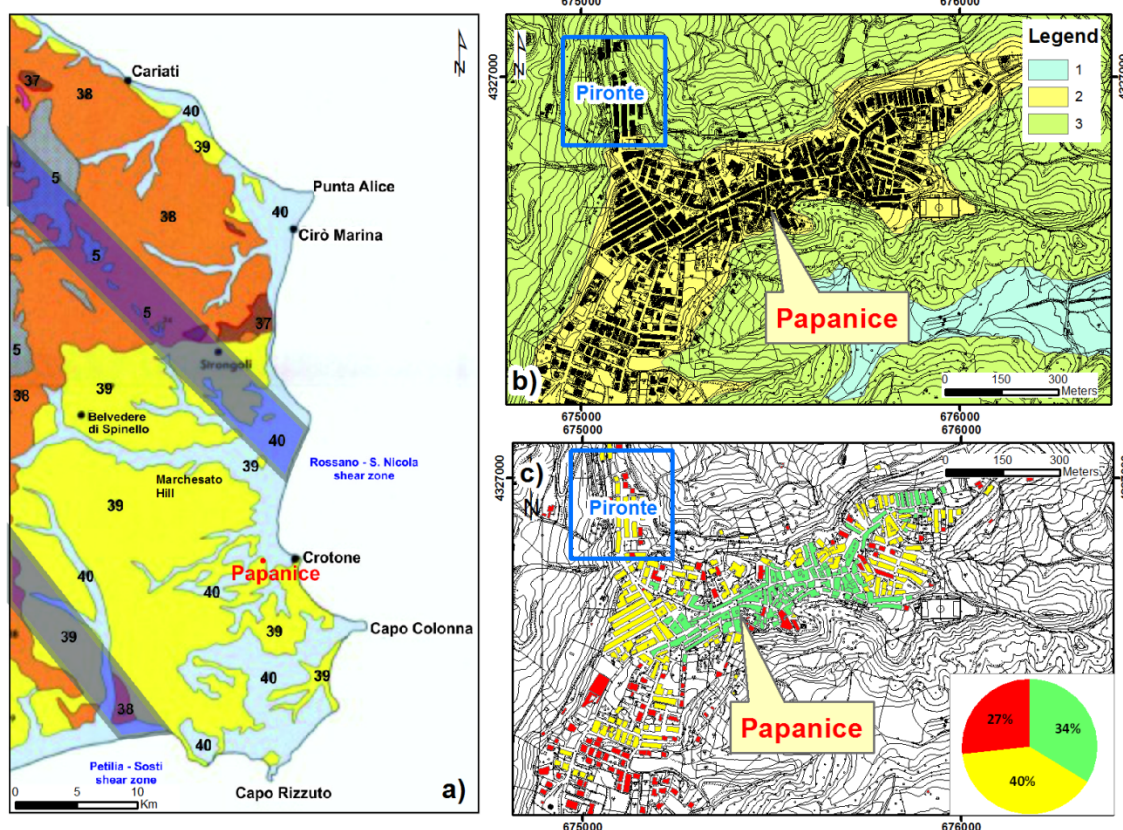 Cariati
37
38
40
39
5
Punta Alice
38
40
Cirò Marina
5
5
37
5
Strongoli
38
39
Belvedere
di Spinello
40
39
Rossano - S. Nicola
shear zone
Marchesato
Hill
39
Crotone
Papanice
40
40
Capo Colonna
39
39
39
38
40
Petilia - Sosti
shear zone
0 5 10
Km
Capo Rizzuto
a)
675000
676000
b)
N
4327000
4327000
Pironte
Legend
1
2
3
Papanice
0 150 300
Meters
675000
676000
c)
N
0 150 300
Meters
Pironte
Papanice
27%
34%
40%
675000
676000